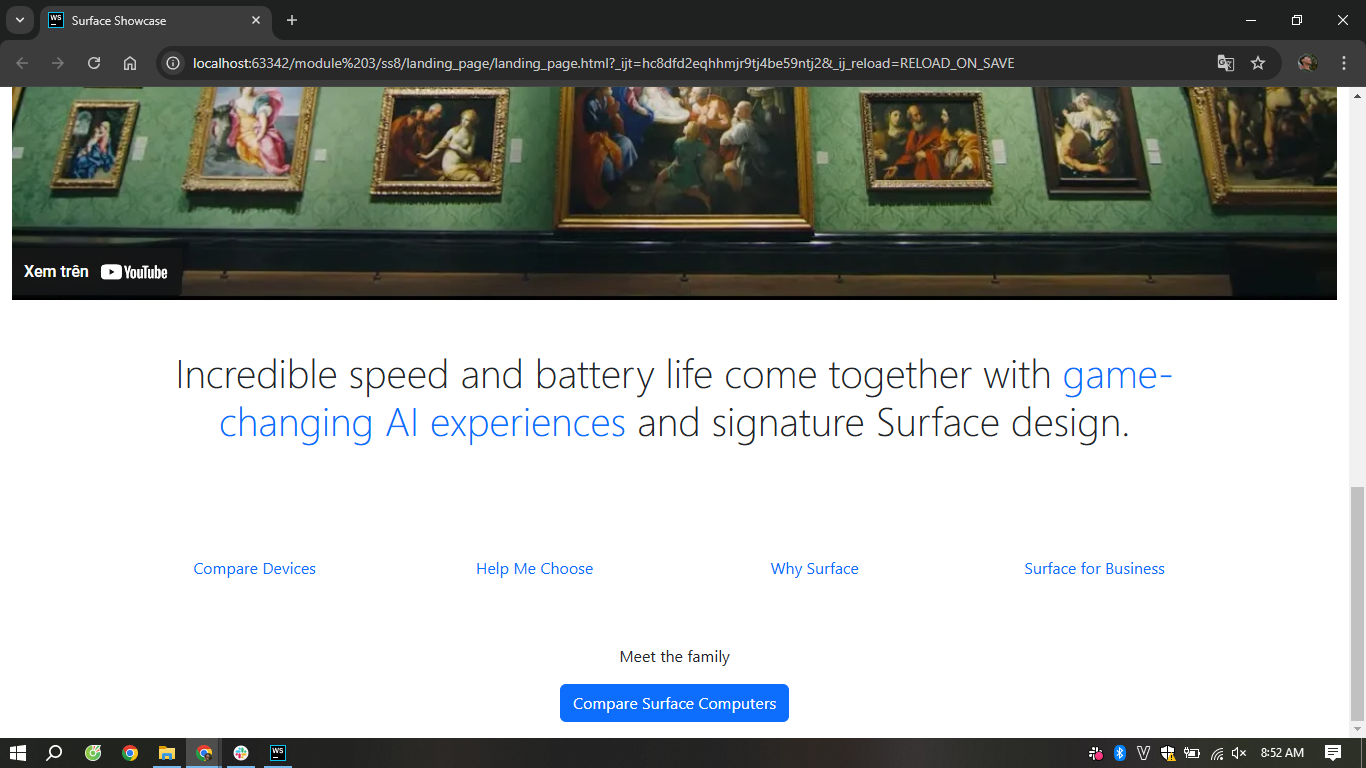 WS
Surface Showcase
localhost:63342/module%203/ss8/landing_page/landing_page.html?_ijt=hc8dfd2eqhhmjr9tj4be59ntj2&_ij_reload=RELOAD_ON_SAVE
Xem trên YouTube
Incredible speed and battery life come together with game-
changing AI experiences and signature Surface design.
Compare Devices Help Me Choose Why Surface Surface for Business
Meet the family
Compare Surface Computers
WS
8:52 AM